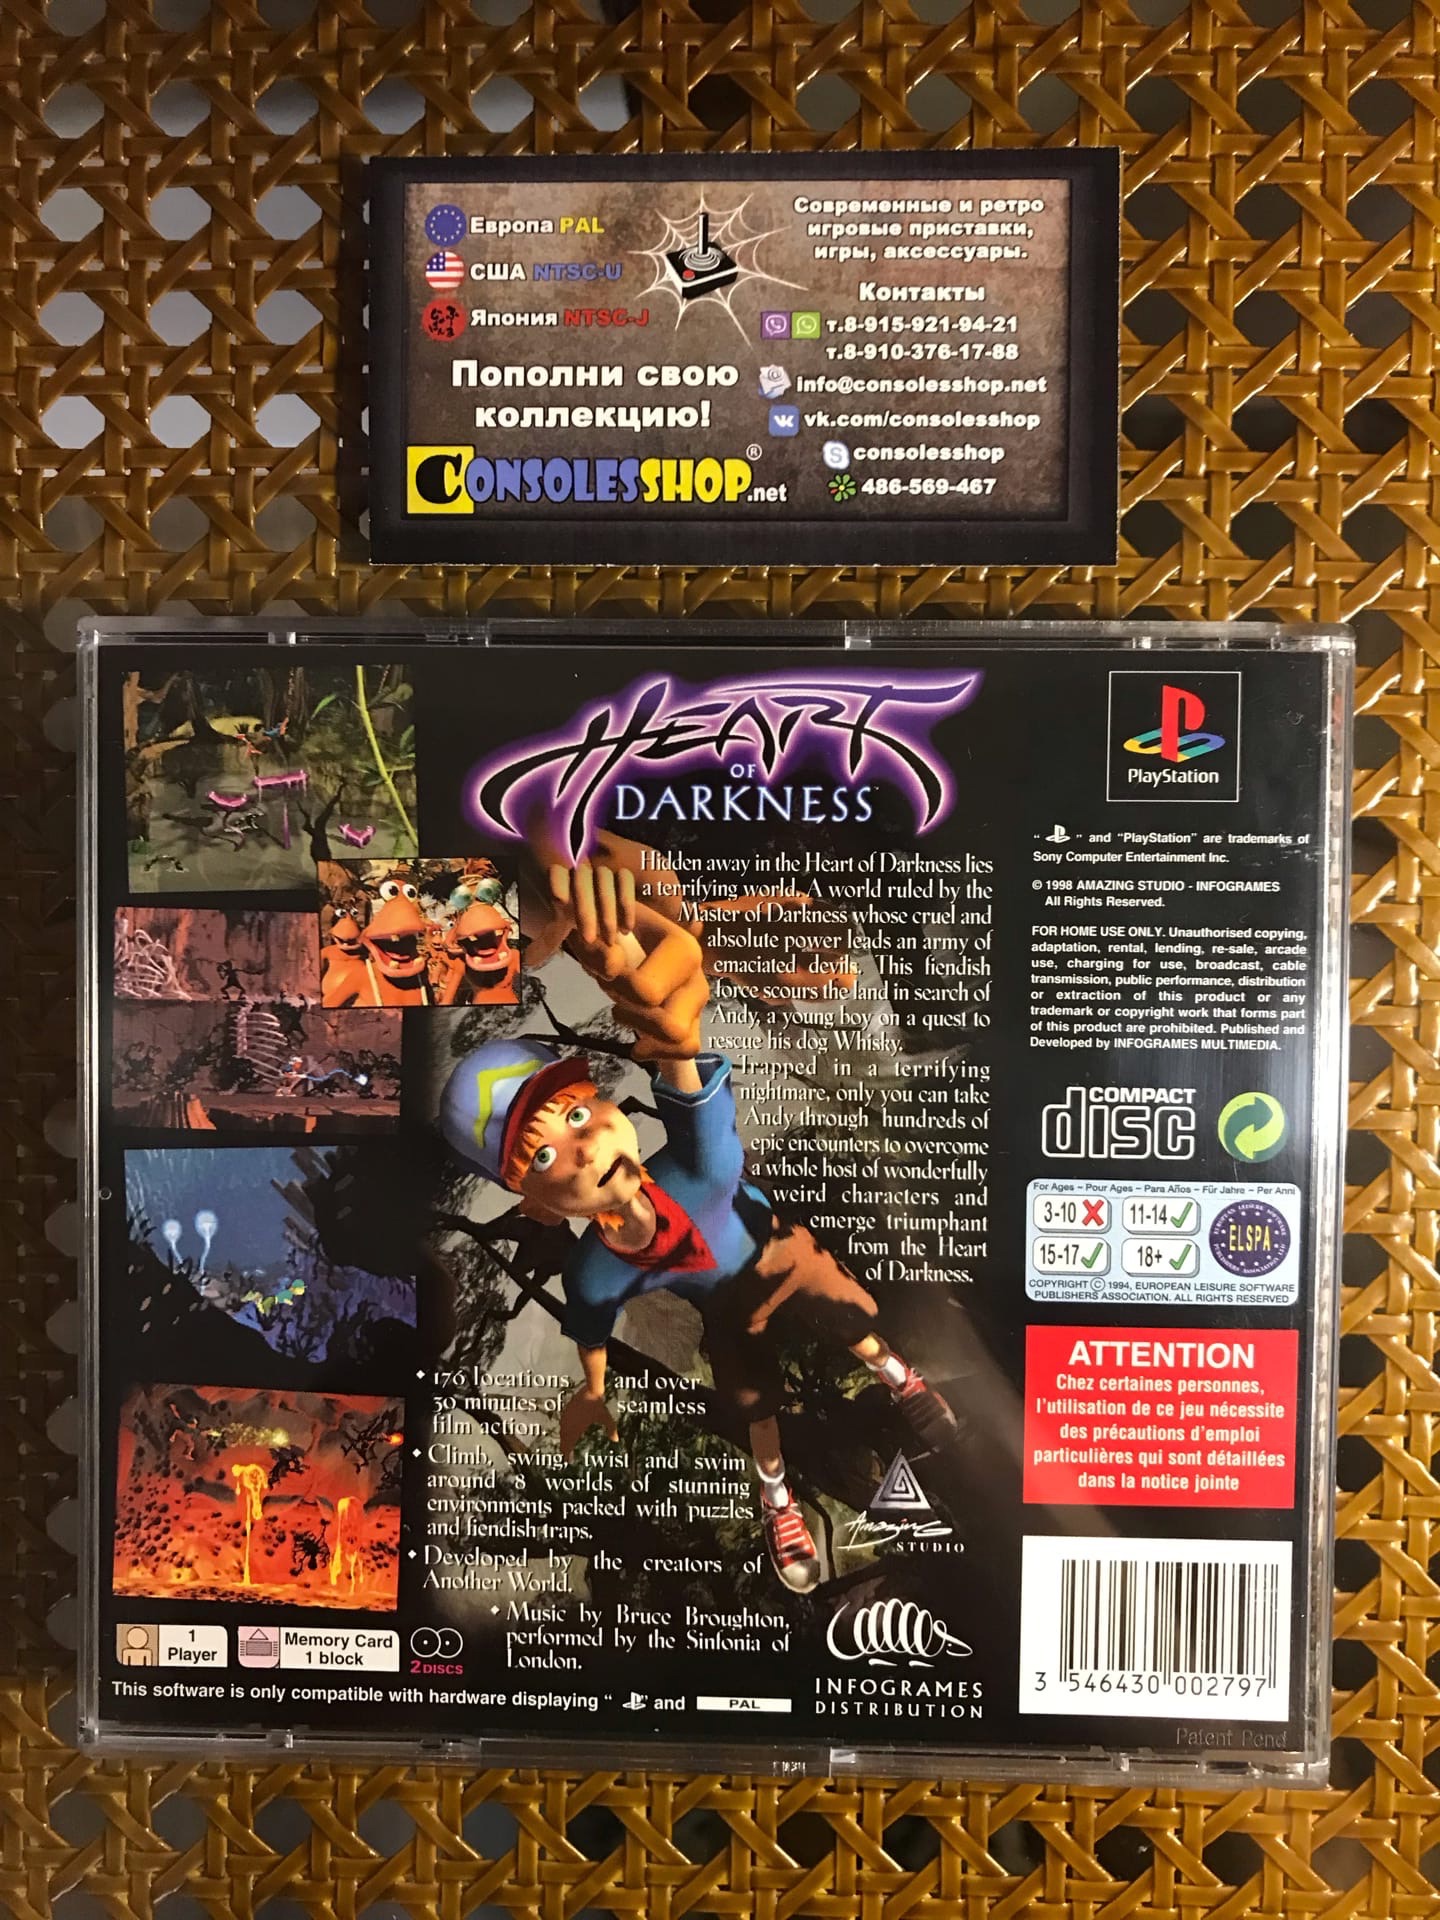 Европа PAL
США NTSC-U
Япония NTSC-J
Пополни свою
коллекцию!
CONSOLESSHOP.net
®
Современные и ретро
игровые приставки,
игры, аксессуары.
Контакты
т.8-915-921-94-21
т.8-910-376-17-88
info@consolesshop.net
vk.com/consolesshop
consolesshop
486-569-467
HEART
OF
DARKNESS™
Hidden away in the Heart of Darkness lies
a terrifying world. A world ruled by the
Master of Darkness whose cruel and
absolute power leads an army of
emaciated devils. This fiendish
force scours the land in search of
Andy, a young boy on a quest to
rescue his dog Whisky.
Trapped in a terrifying
nightmare, only you can take
Andy through hundreds of
epic encounters to overcome
a whole host of wonderfully
weird characters and
emerge triumphant
from the Heart
of Darkness.
• 176 locations and over
30 minutes of seamless
film action.
• Climb, swing, twist and swim
around 8 worlds of stunning
environments packed with puzzles
and fiendish traps.
• Developed by the creators of
Another World.
• Music by Bruce Broughton,
performed by the Sinfonia of
London.
1
Player
Memory Card
1 block
2 DISCS
This software is only compatible with hardware displaying " " and PAL
Amazing
STUDIO
INFOGRAMES
DISTRIBUTION
PlayStation
" " and "PlayStation" are trademarks of
Sony Computer Entertainment Inc.
© 1998 AMAZING STUDIO - INFOGRAMES
All Rights Reserved.
FOR HOME USE ONLY. Unauthorised copying,
adaptation, rental, lending, re-sale, arcade
use, charging for use, broadcast, cable
transmission, public performance, distribution
or extraction of this product or any
trademark or copyright work that forms part
of this product are prohibited. Published and
Developed by INFOGRAMES MULTIMEDIA.
COMPACT
disc
For Ages – Pour Ages – Para Años – Für Jahre – Per Anni
3-10 11-14
15-17 18+
ELSPA
COPYRIGHT © 1994, EUROPEAN LEISURE SOFTWARE
PUBLISHERS ASSOCIATION. ALL RIGHTS RESERVED
ATTENTION
Chez certaines personnes,
l'utilisation de ce jeu nécessite
des précautions d'emploi
particulières qui sont détaillées
dans la notice jointe
3 546430 002797
Patent Pend